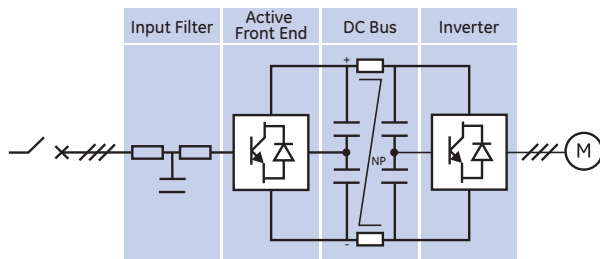 Input Filter
Active
Front End
DC Bus
Inverter
+
NP
M
-